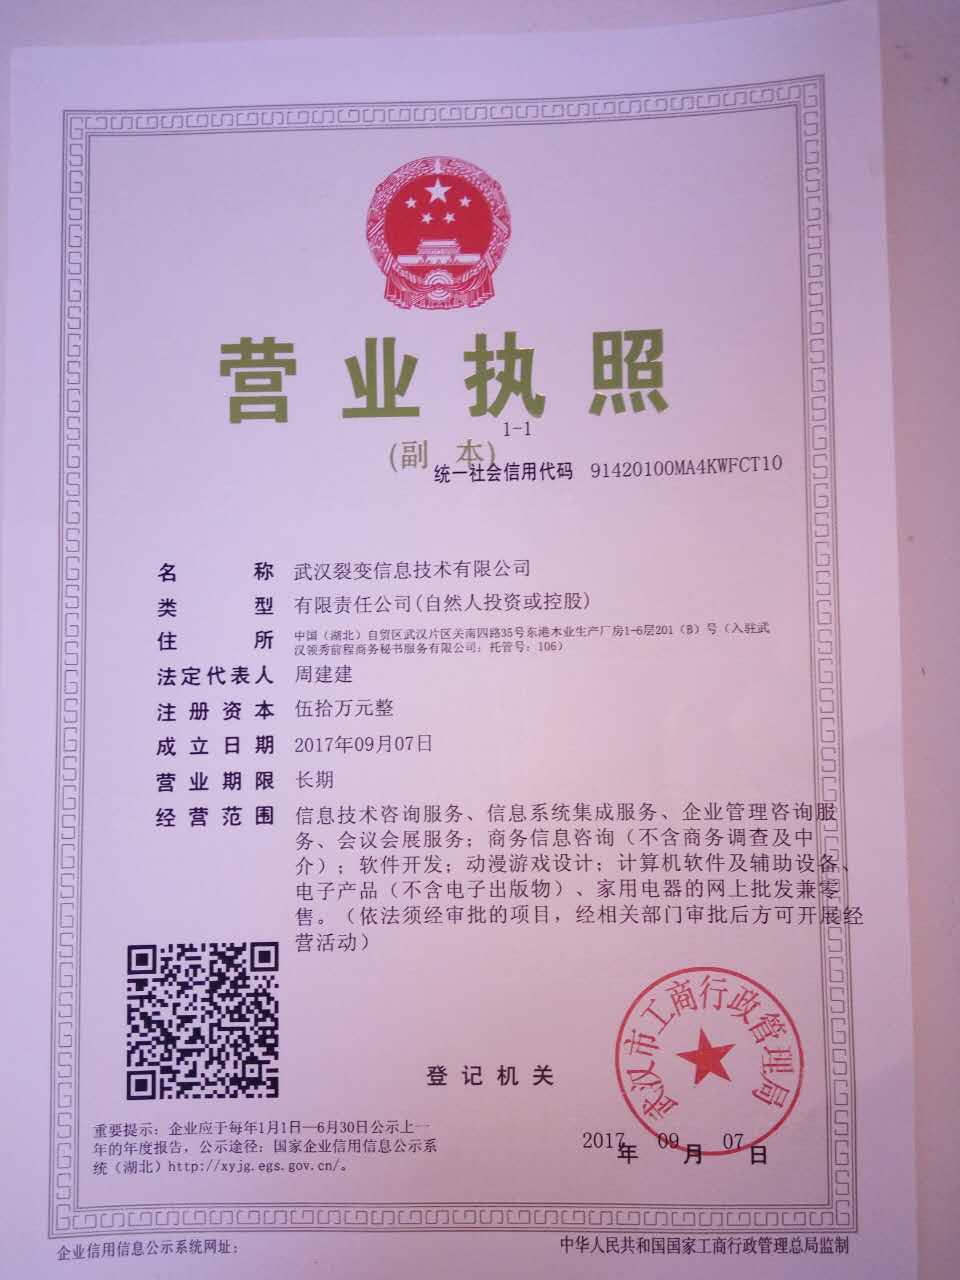 营业执照
1-1
(副 本)
统一社会信用代码 91420100MA4KWFCT10
名 称 武汉裂变信息技术有限公司
类 型 有限责任公司(自然人投资或控股)
住 所 中国（湖北）自贸区武汉片区关南四路35号东港木业生产厂房1-6层201（B）号（入驻武
汉领秀前程商务秘书服务有限公司；托管号：106）
法定代表人 周建建
注册资本 伍拾万元整
成立日期 2017年09月07日
营业期限 长期
经营范围 信息技术咨询服务、信息系统集成服务、企业管理咨询服
务、会议会展服务；商务信息咨询（不含商务调查及中
介）；软件开发；动漫游戏设计；计算机软件及辅助设备、
电子产品（不含电子出版物）、家用电器的网上批发兼零
售。（依法须经审批的项目，经相关部门审批后方可开展经
营活动）
登记机关
武汉市工商行政管理局
2017年 09月 07日
重要提示：企业应于每年1月1日—6月30日公示上一
年的年度报告，公示途径：国家企业信用信息公示系
统（湖北）http://xyjg.egs.gov.cn/。
企业信用信息公示系统网址：
中华人民共和国国家工商行政管理总局监制